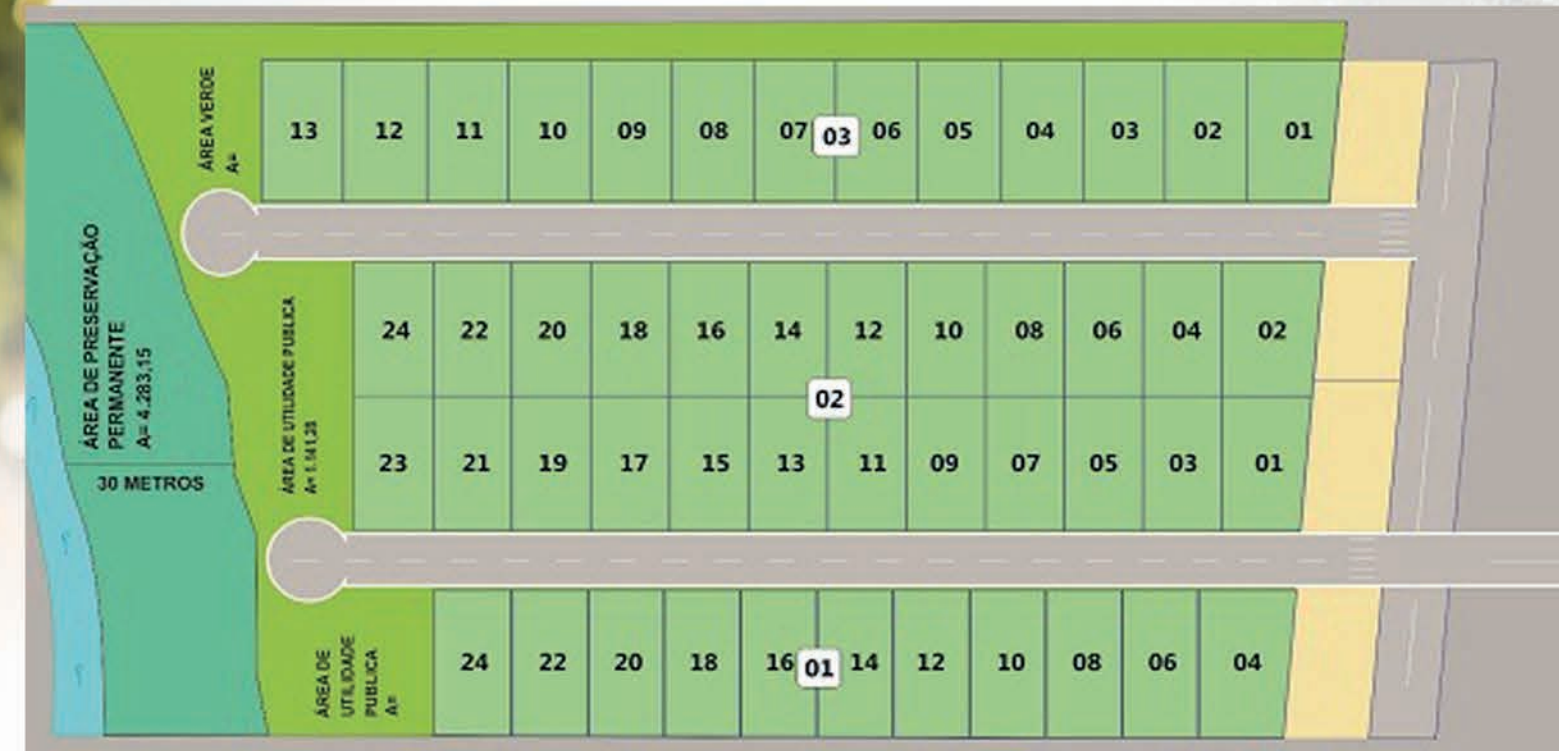 ÁREA VERDE
A=
13 12 11 10 09 08 07 03 06 05 04 03 02 01
ÁREA DE PRESERVAÇÃO
PERMANENTE
A= 4.283,15
30 METROS
ÁREA DE UTILIDADE PUBLICA
A= 1.141,25
24 22 20 18 16 14 12 10 08 06 04 02
02
23 21 19 17 15 13 11 09 07 05 03 01
ÁREA DE
UTILIDADE
PUBLICA
A=
24 22 20 18 16 01 14 12 10 08 06 04